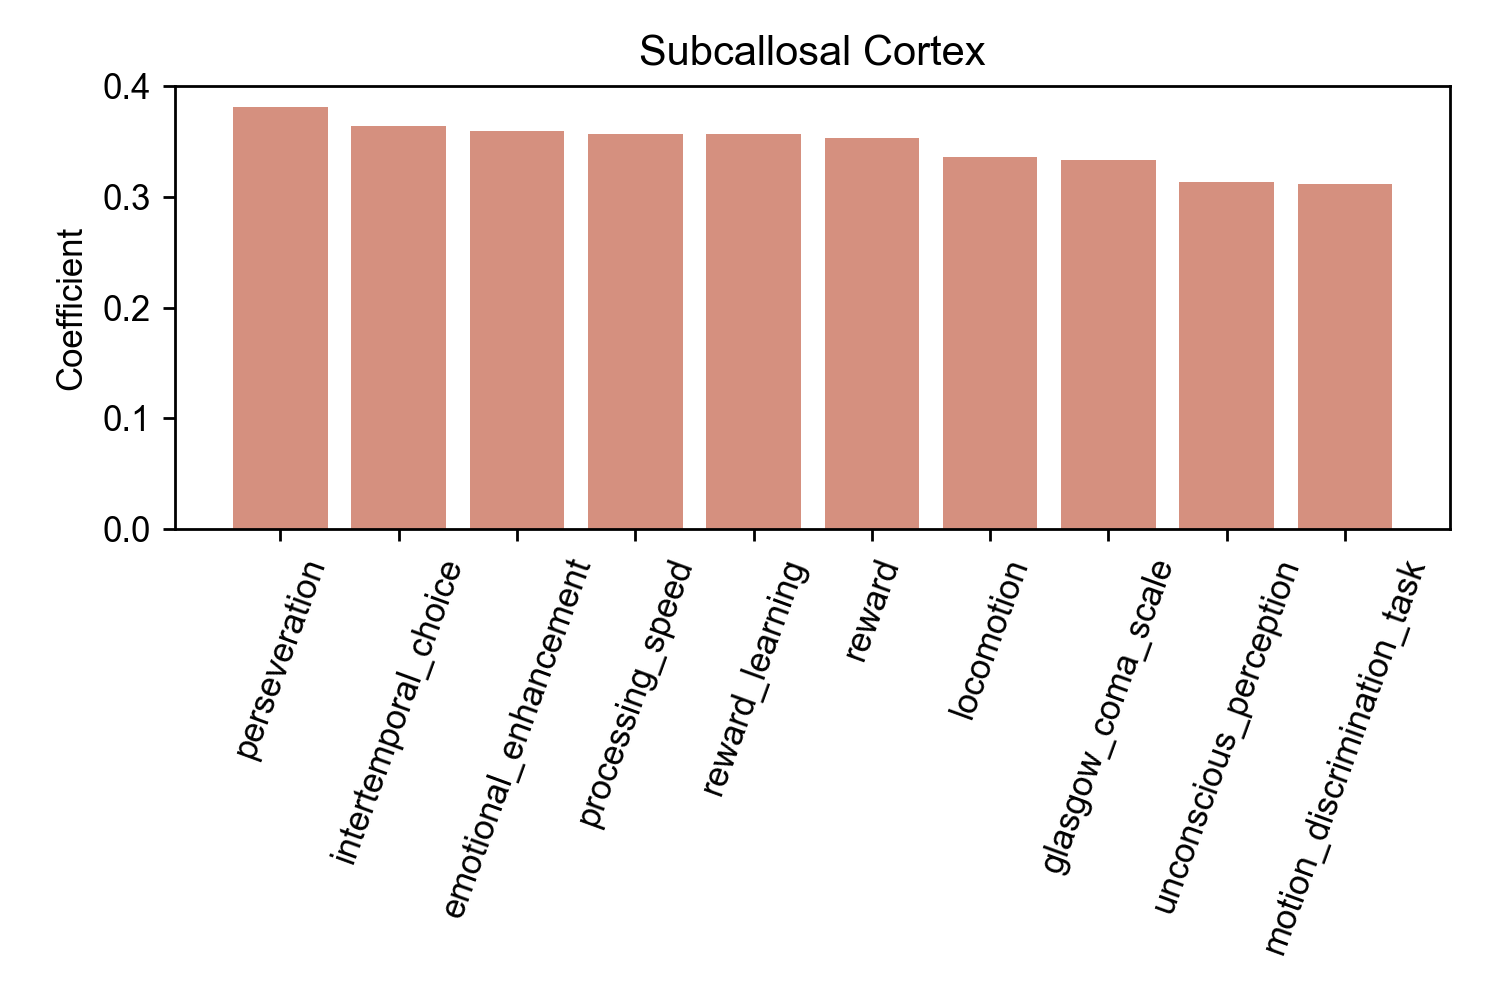 Subcallosal Cortex
Coefficient
0.4
0.3
0.2
0.1
0.0
perseveration
intertemporal_choice
emotional_enhancement
processing_speed
reward_learning
reward
locomotion
glasgow_coma_scale
unconscious_perception
motion_discrimination_task